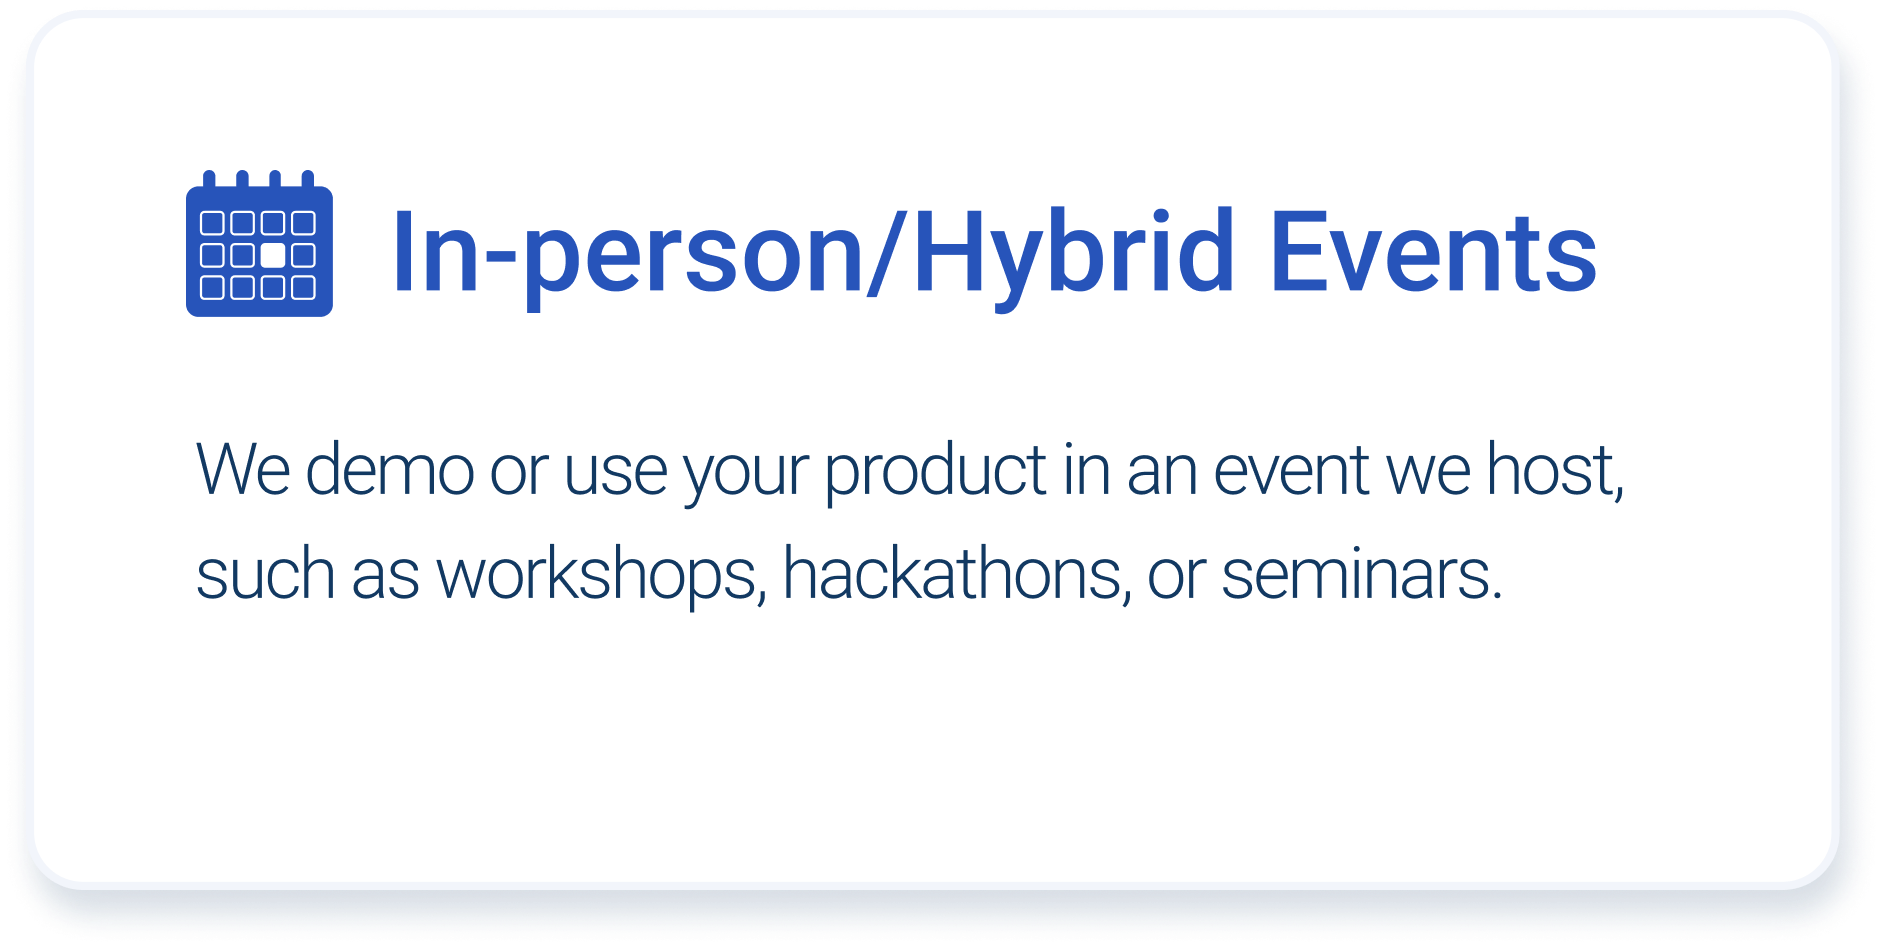 In-person/Hybrid Events
We demo or use your product in an event we host,
such as workshops, hackathons, or seminars.